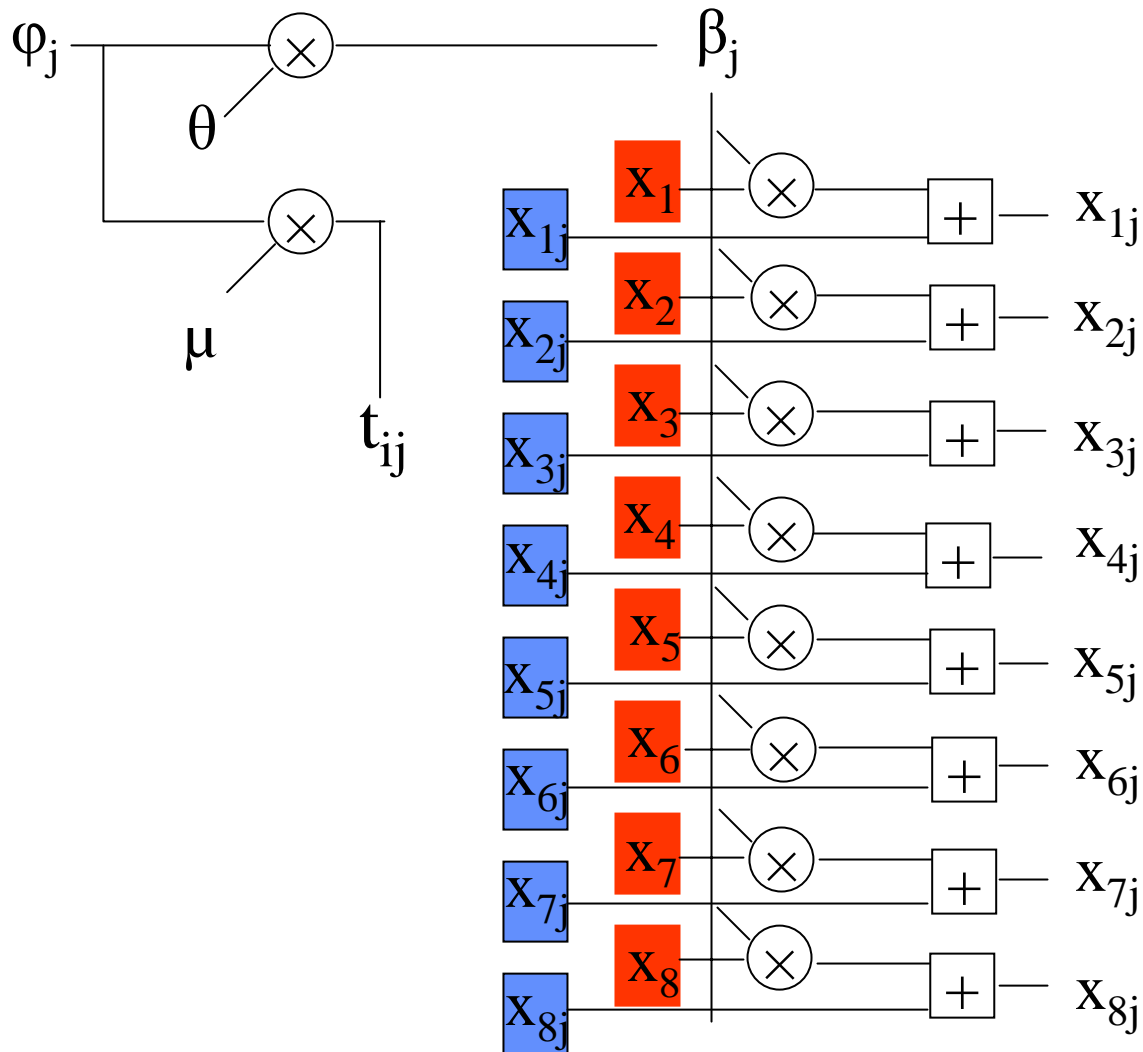 φj β j
θ
μ
tij
x1
x1j x1j
x2
x2j x2j
x3
x3j x3j
x4
x4j x4j
x5
x5j x5j
x6
x6j x6j
x7
x7j x7j
x8
x8j x8j